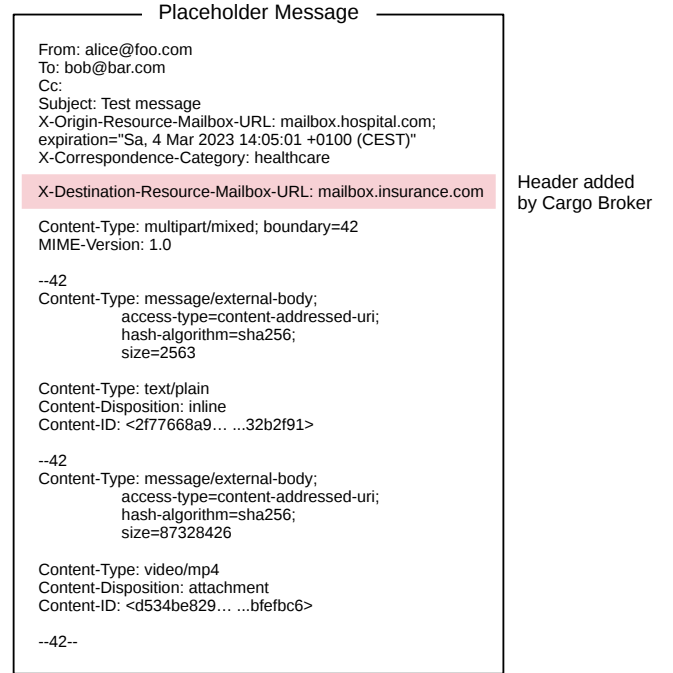 Placeholder Message
From: alice@foo.com
To: bob@bar.com
Cc:
Subject: Test message
X-Origin-Resource-Mailbox-URL: mailbox.hospital.com;
expiration="Sa, 4 Mar 2023 14:05:01 +0100 (CEST)"
X-Correspondence-Category: healthcare
X-Destination-Resource-Mailbox-URL: mailbox.insurance.com
Header added
by Cargo Broker
Content-Type: multipart/mixed; boundary=42
MIME-Version: 1.0
--42
Content-Type: message/external-body;
access-type=content-addressed-uri;
hash-algorithm=sha256;
size=2563
Content-Type: text/plain
Content-Disposition: inline
Content-ID: <2f77668a9… ...32b2f91>
--42
Content-Type: message/external-body;
access-type=content-addressed-uri;
hash-algorithm=sha256;
size=87328426
Content-Type: video/mp4
Content-Disposition: attachment
Content-ID: <d534be829… ...bfefbc6>
--42--